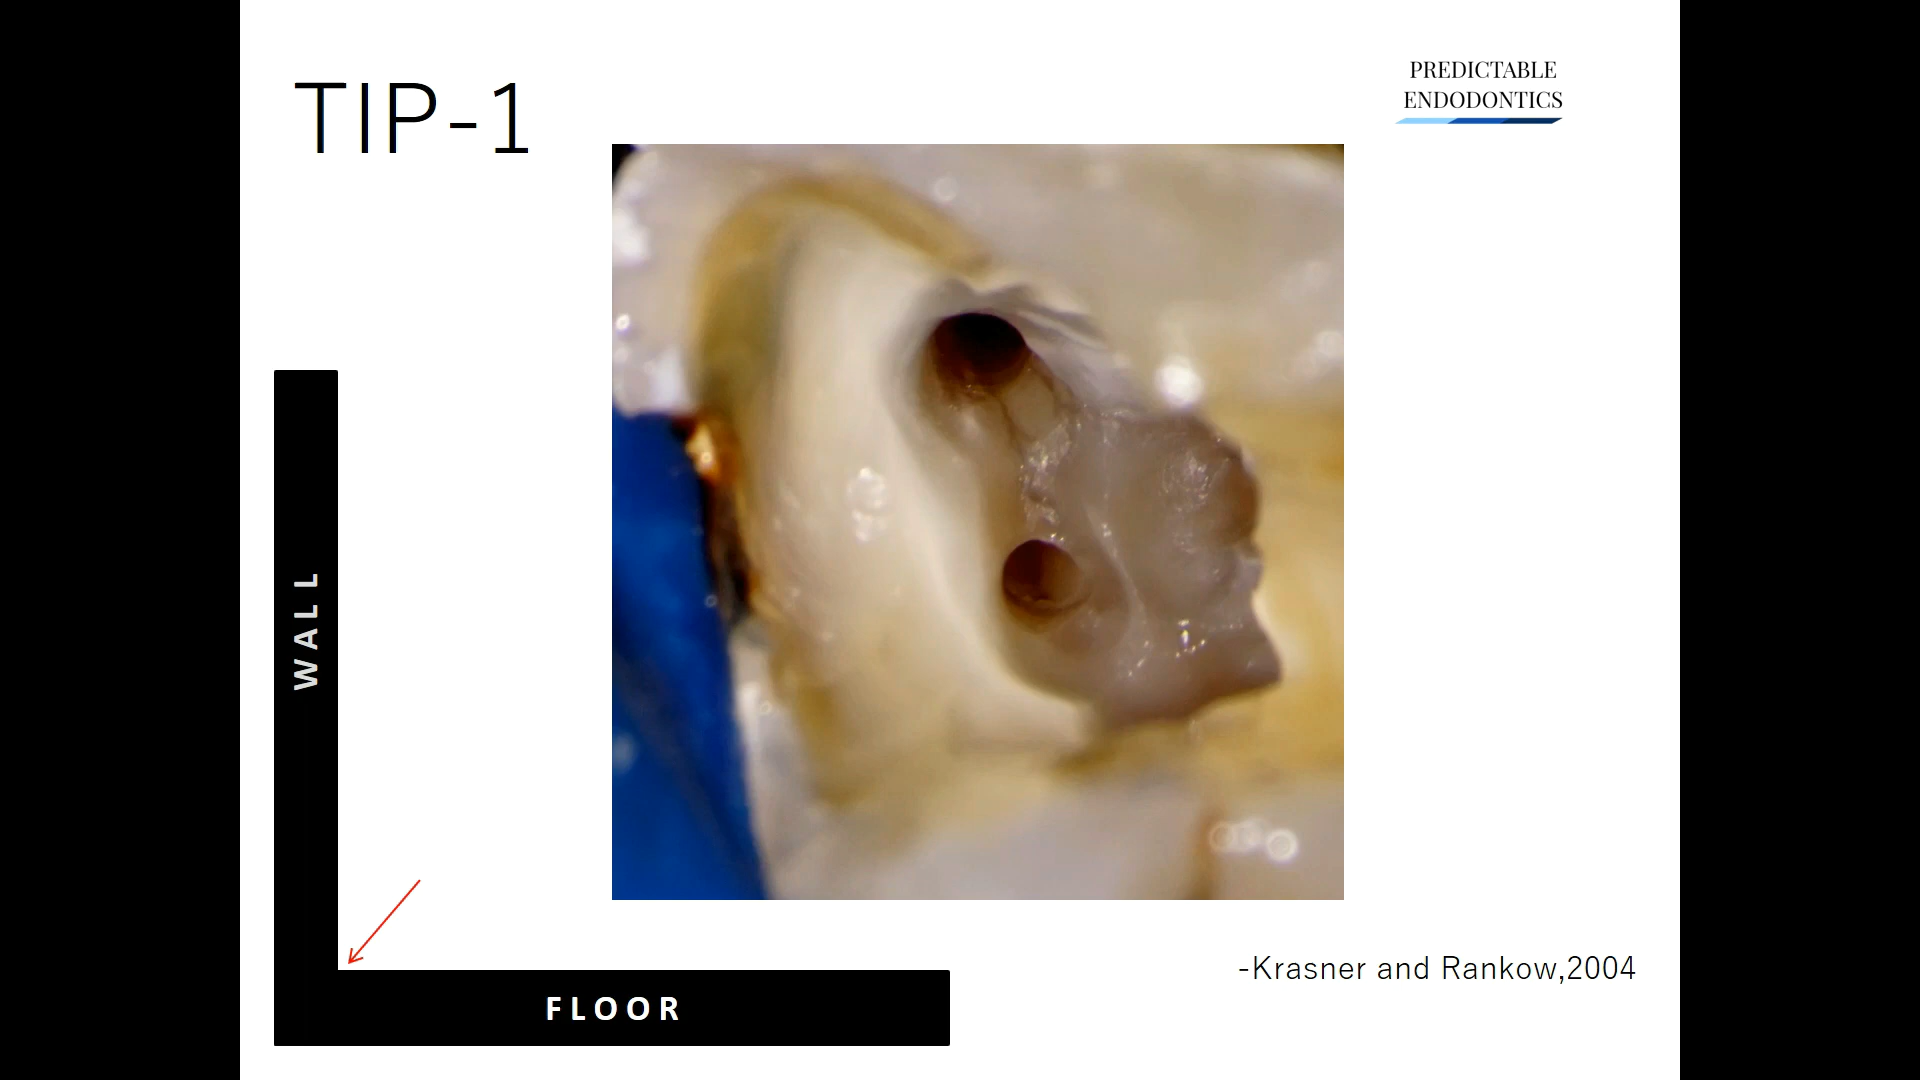 TIP-1
PREDICTABLE
ENDODONTICS
WALL
FLOOR
-Krasner and Rankow,2004